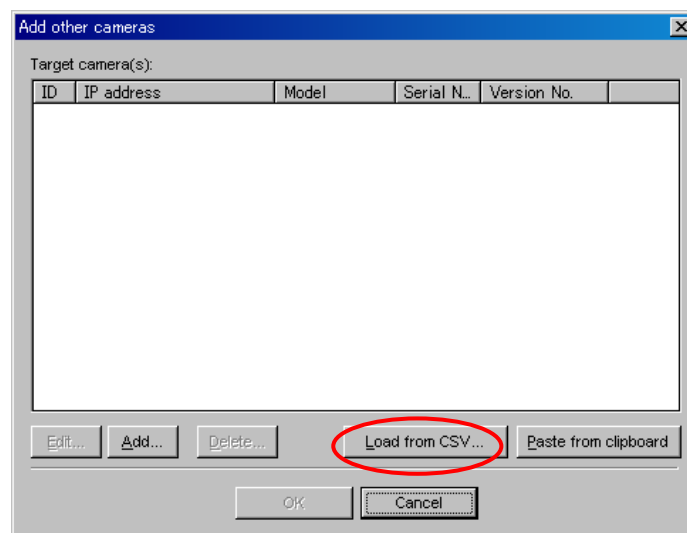 Add other cameras
Target camera(s):
ID IP address Model Serial N... Version No.
Edit... Add... Delete... Load from CSV... Paste from clipboard
OK Cancel